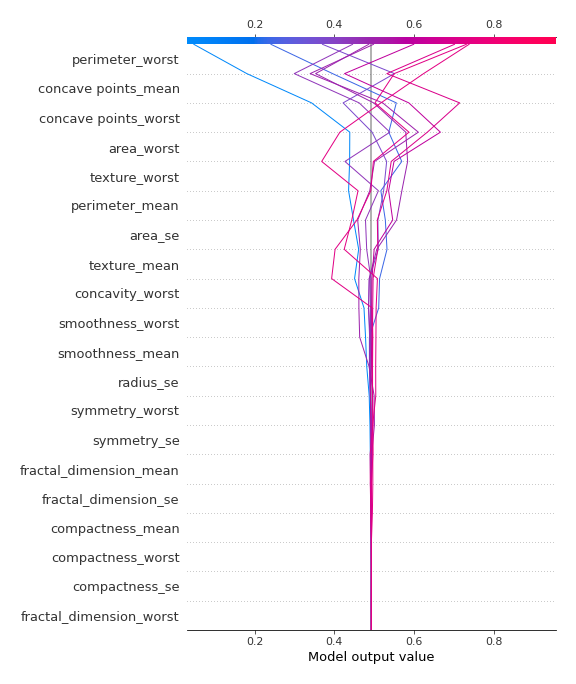 0.2 0.4 0.6 0.8
perimeter_worst
concave points_mean
concave points_worst
area_worst
texture_worst
perimeter_mean
area_se
texture_mean
concavity_worst
smoothness_worst
smoothness_mean
radius_se
symmetry_worst
symmetry_se
fractal_dimension_mean
fractal_dimension_se
compactness_mean
compactness_worst
compactness_se
fractal_dimension_worst
0.2 0.4 0.6 0.8
Model output value